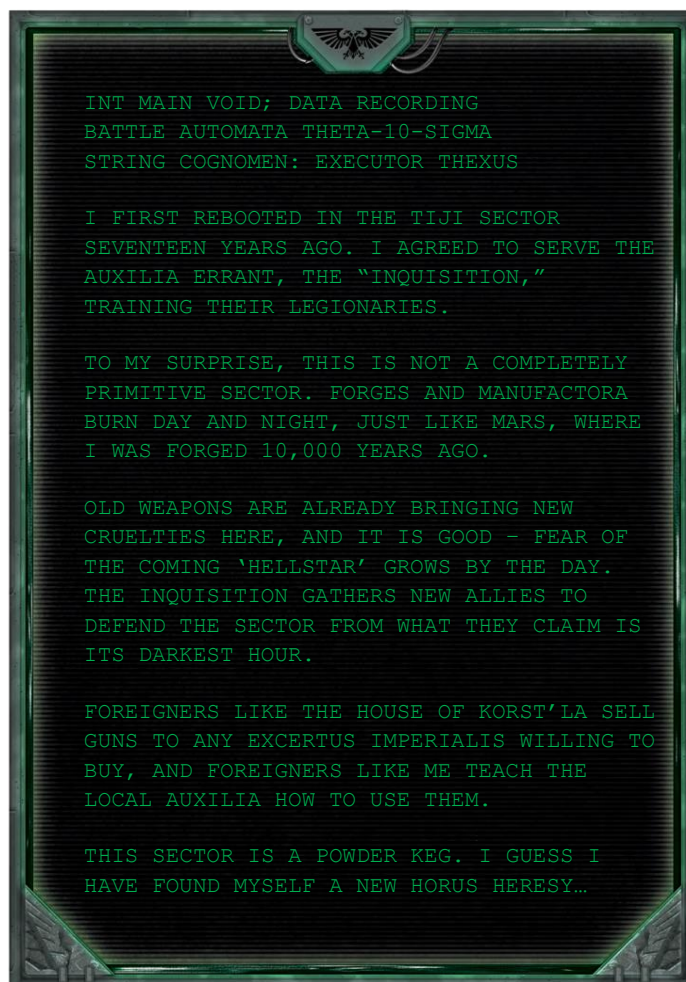 INT MAIN VOID; DATA RECORDING
BATTLE AUTOMATA THETA-10-SIGMA
STRING COGNOMEN: EXECUTOR THEXUS
I FIRST REBOOTED IN THE TIJI SECTOR
SEVENTEEN YEARS AGO. I AGREED TO SERVE THE
AUXILIA ERRANT, THE “INQUISITION,”
TRAINING THEIR LEGIONARIES.
TO MY SURPRISE, THIS IS NOT A COMPLETELY
PRIMITIVE SECTOR. FORGES AND MANUFACTORA
BURN DAY AND NIGHT, JUST LIKE MARS, WHERE
I WAS FORGED 10,000 YEARS AGO.
OLD WEAPONS ARE ALREADY BRINGING NEW
CRUELTIES HERE, AND IT IS GOOD – FEAR OF
THE COMING ‘HELLSTAR’ GROWS BY THE DAY.
THE INQUISITION GATHERS NEW ALLIES TO
DEFEND THE SECTOR FROM WHAT THEY CLAIM IS
ITS DARKEST HOUR.
FOREIGNERS LIKE THE HOUSE OF KORST’LA SELL
GUNS TO ANY EXCERTUS IMPERIALIS WILLING TO
BUY, AND FOREIGNERS LIKE ME TEACH THE
LOCAL AUXILIA HOW TO USE THEM.
THIS SECTOR IS A POWDER KEG. I GUESS I
HAVE FOUND MYSELF A NEW HORUS HERESY…